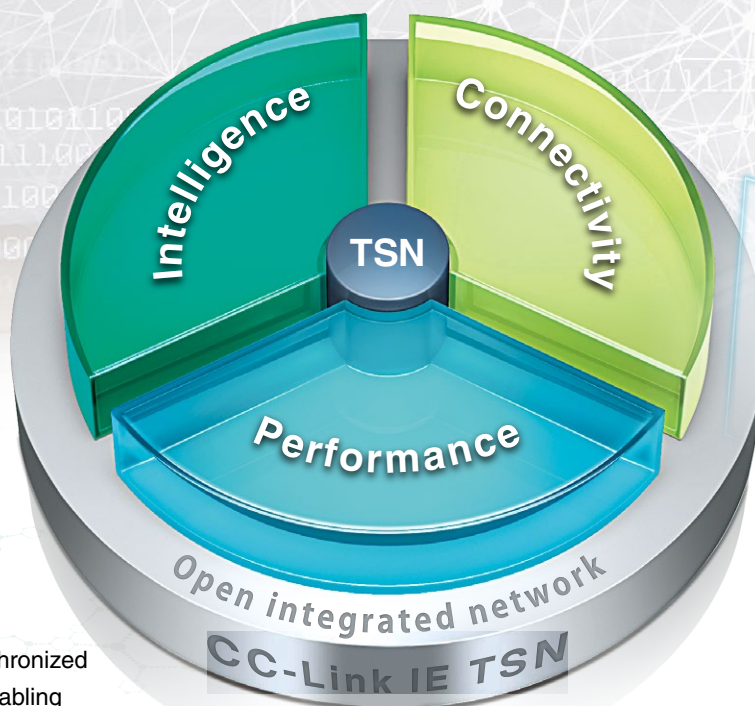 Intelligence
Connectivity
TSN
Performance
Open integrated network
CC-Link IE TSN